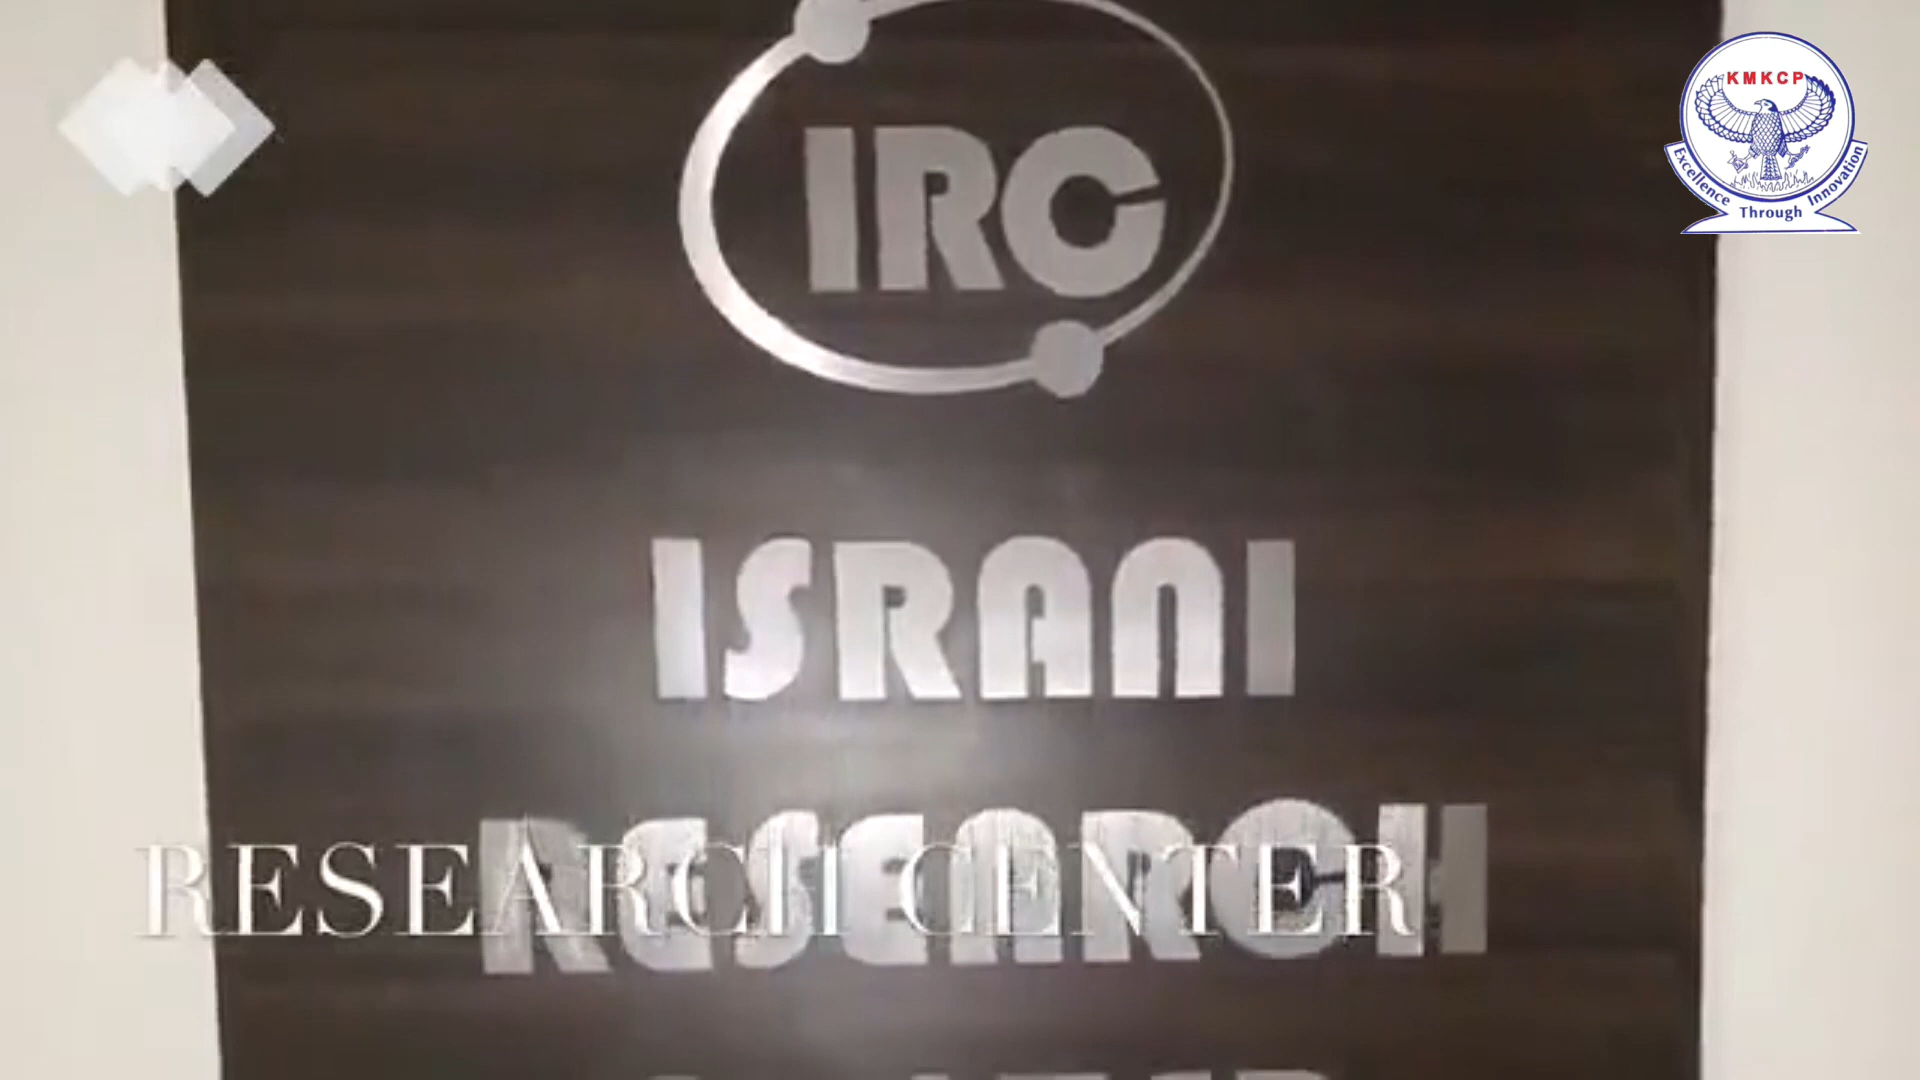 KMKCP
Excellence Through Innovation
IRC
ISRANI
RESEARCH
RESEARCH CENTER